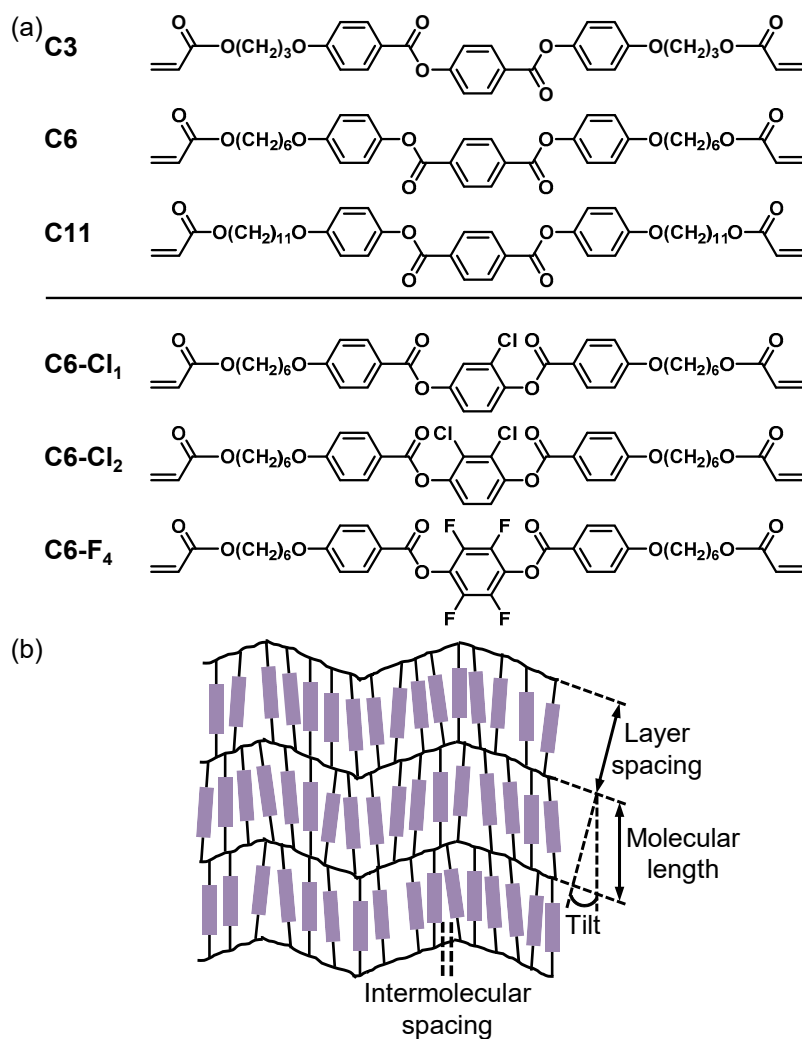 (a)
C3
O
O(CH2)3O
O
O
O
O
O(CH2)3O
O
C6
O
O(CH2)6O
O
O
O
O
O(CH2)6O
O
C11
O
O(CH2)11O
O
O
O
O
O(CH2)11O
O
C6-Cl1
O
O(CH2)6O
O
O
Cl
O
O
O(CH2)6O
O
C6-Cl2
O
O(CH2)6O
O
O
Cl
Cl
O
O
O(CH2)6O
O
C6-F4
O
O(CH2)6O
O
O
F
F
F
F
O
O
O(CH2)6O
O
(b)
Layer
spacing
Molecular
length
Tilt
Intermolecular
spacing